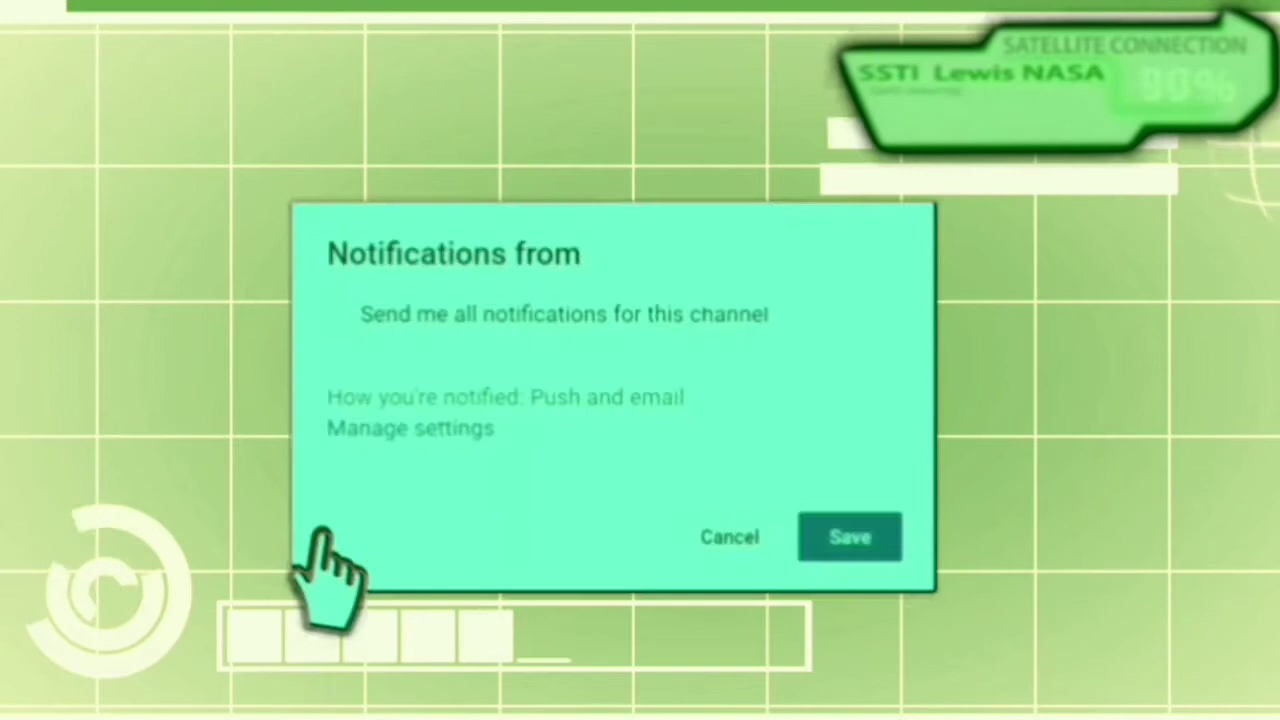 SATELLITE CONNECTION
SSTI Lewis NASA
Notifications from
Send me all notifications for this channel
How you're notified: Push and email
Manage settings
Cancel
Save